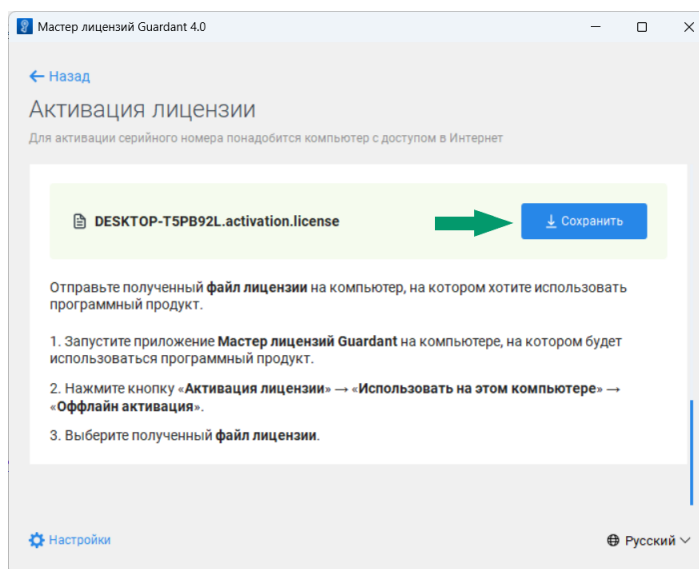 Мастер лицензий Guardant 4.0
← Назад
Активация лицензии
Для активации серийного номера понадобится компьютер с доступом в Интернет
DESKTOP-T5PB92L.activation.license
Сохранить
Отправьте полученный файл лицензии на компьютер, на котором хотите использовать
программный продукт.
1. Запустите приложение Мастер лицензий Guardant на компьютере, на котором будет
использоваться программный продукт.
2. Нажмите кнопку «Активация лицензии» → «Использовать на этом компьютере» →
«Оффлайн активация».
3. Выберите полученный файл лицензии.
Настройки
Русский